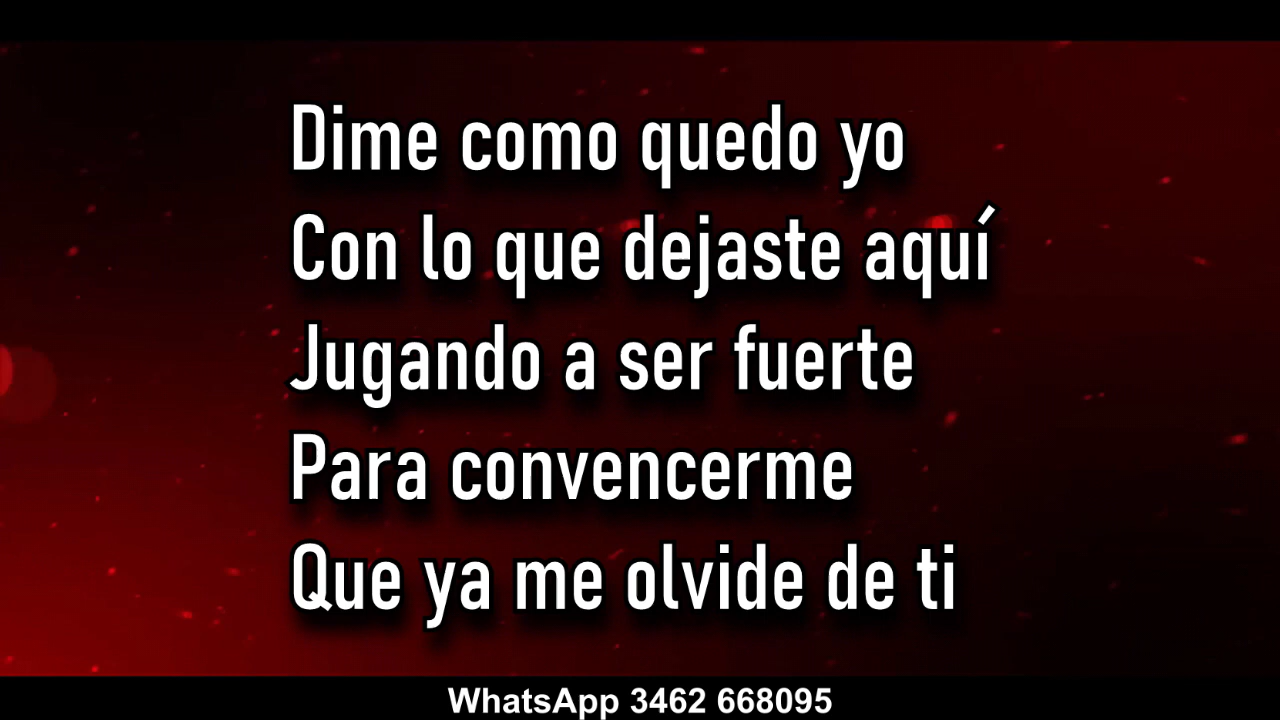 Dime como quedo yo
Con lo que dejaste aquí
Jugando a ser fuerte
Para convencerme
Que ya me olvide de ti
WhatsApp 3462 668095